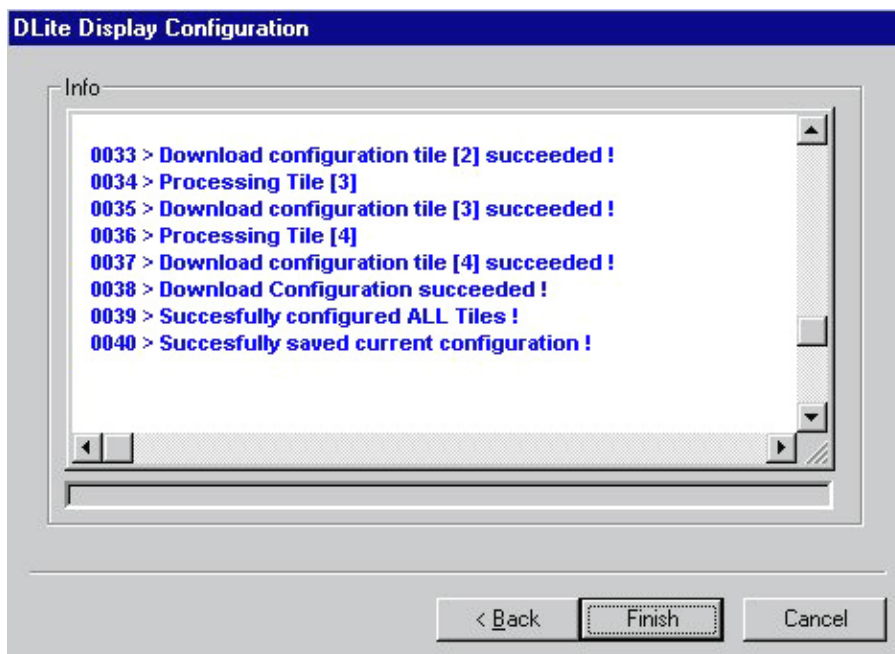 DLite Display Configuration
Info
0033 > Download configuration tile [2] succeeded !
0034 > Processing Tile [3]
0035 > Download configuration tile [3] succeeded !
0036 > Processing Tile [4]
0037 > Download configuration tile [4] succeeded !
0038 > Download Configuration succeeded !
0039 > Succesfully configured ALL Tiles !
0040 > Succesfully saved current configuration !
< Back Finish Cancel